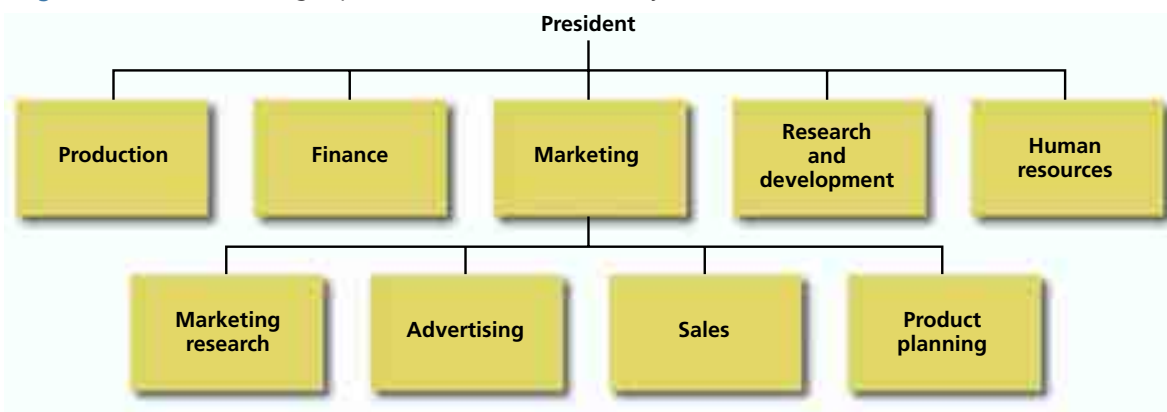 President
Production
Finance
Marketing
Research
and
development
Human
resources
Marketing
research
Advertising
Sales
Product
planning